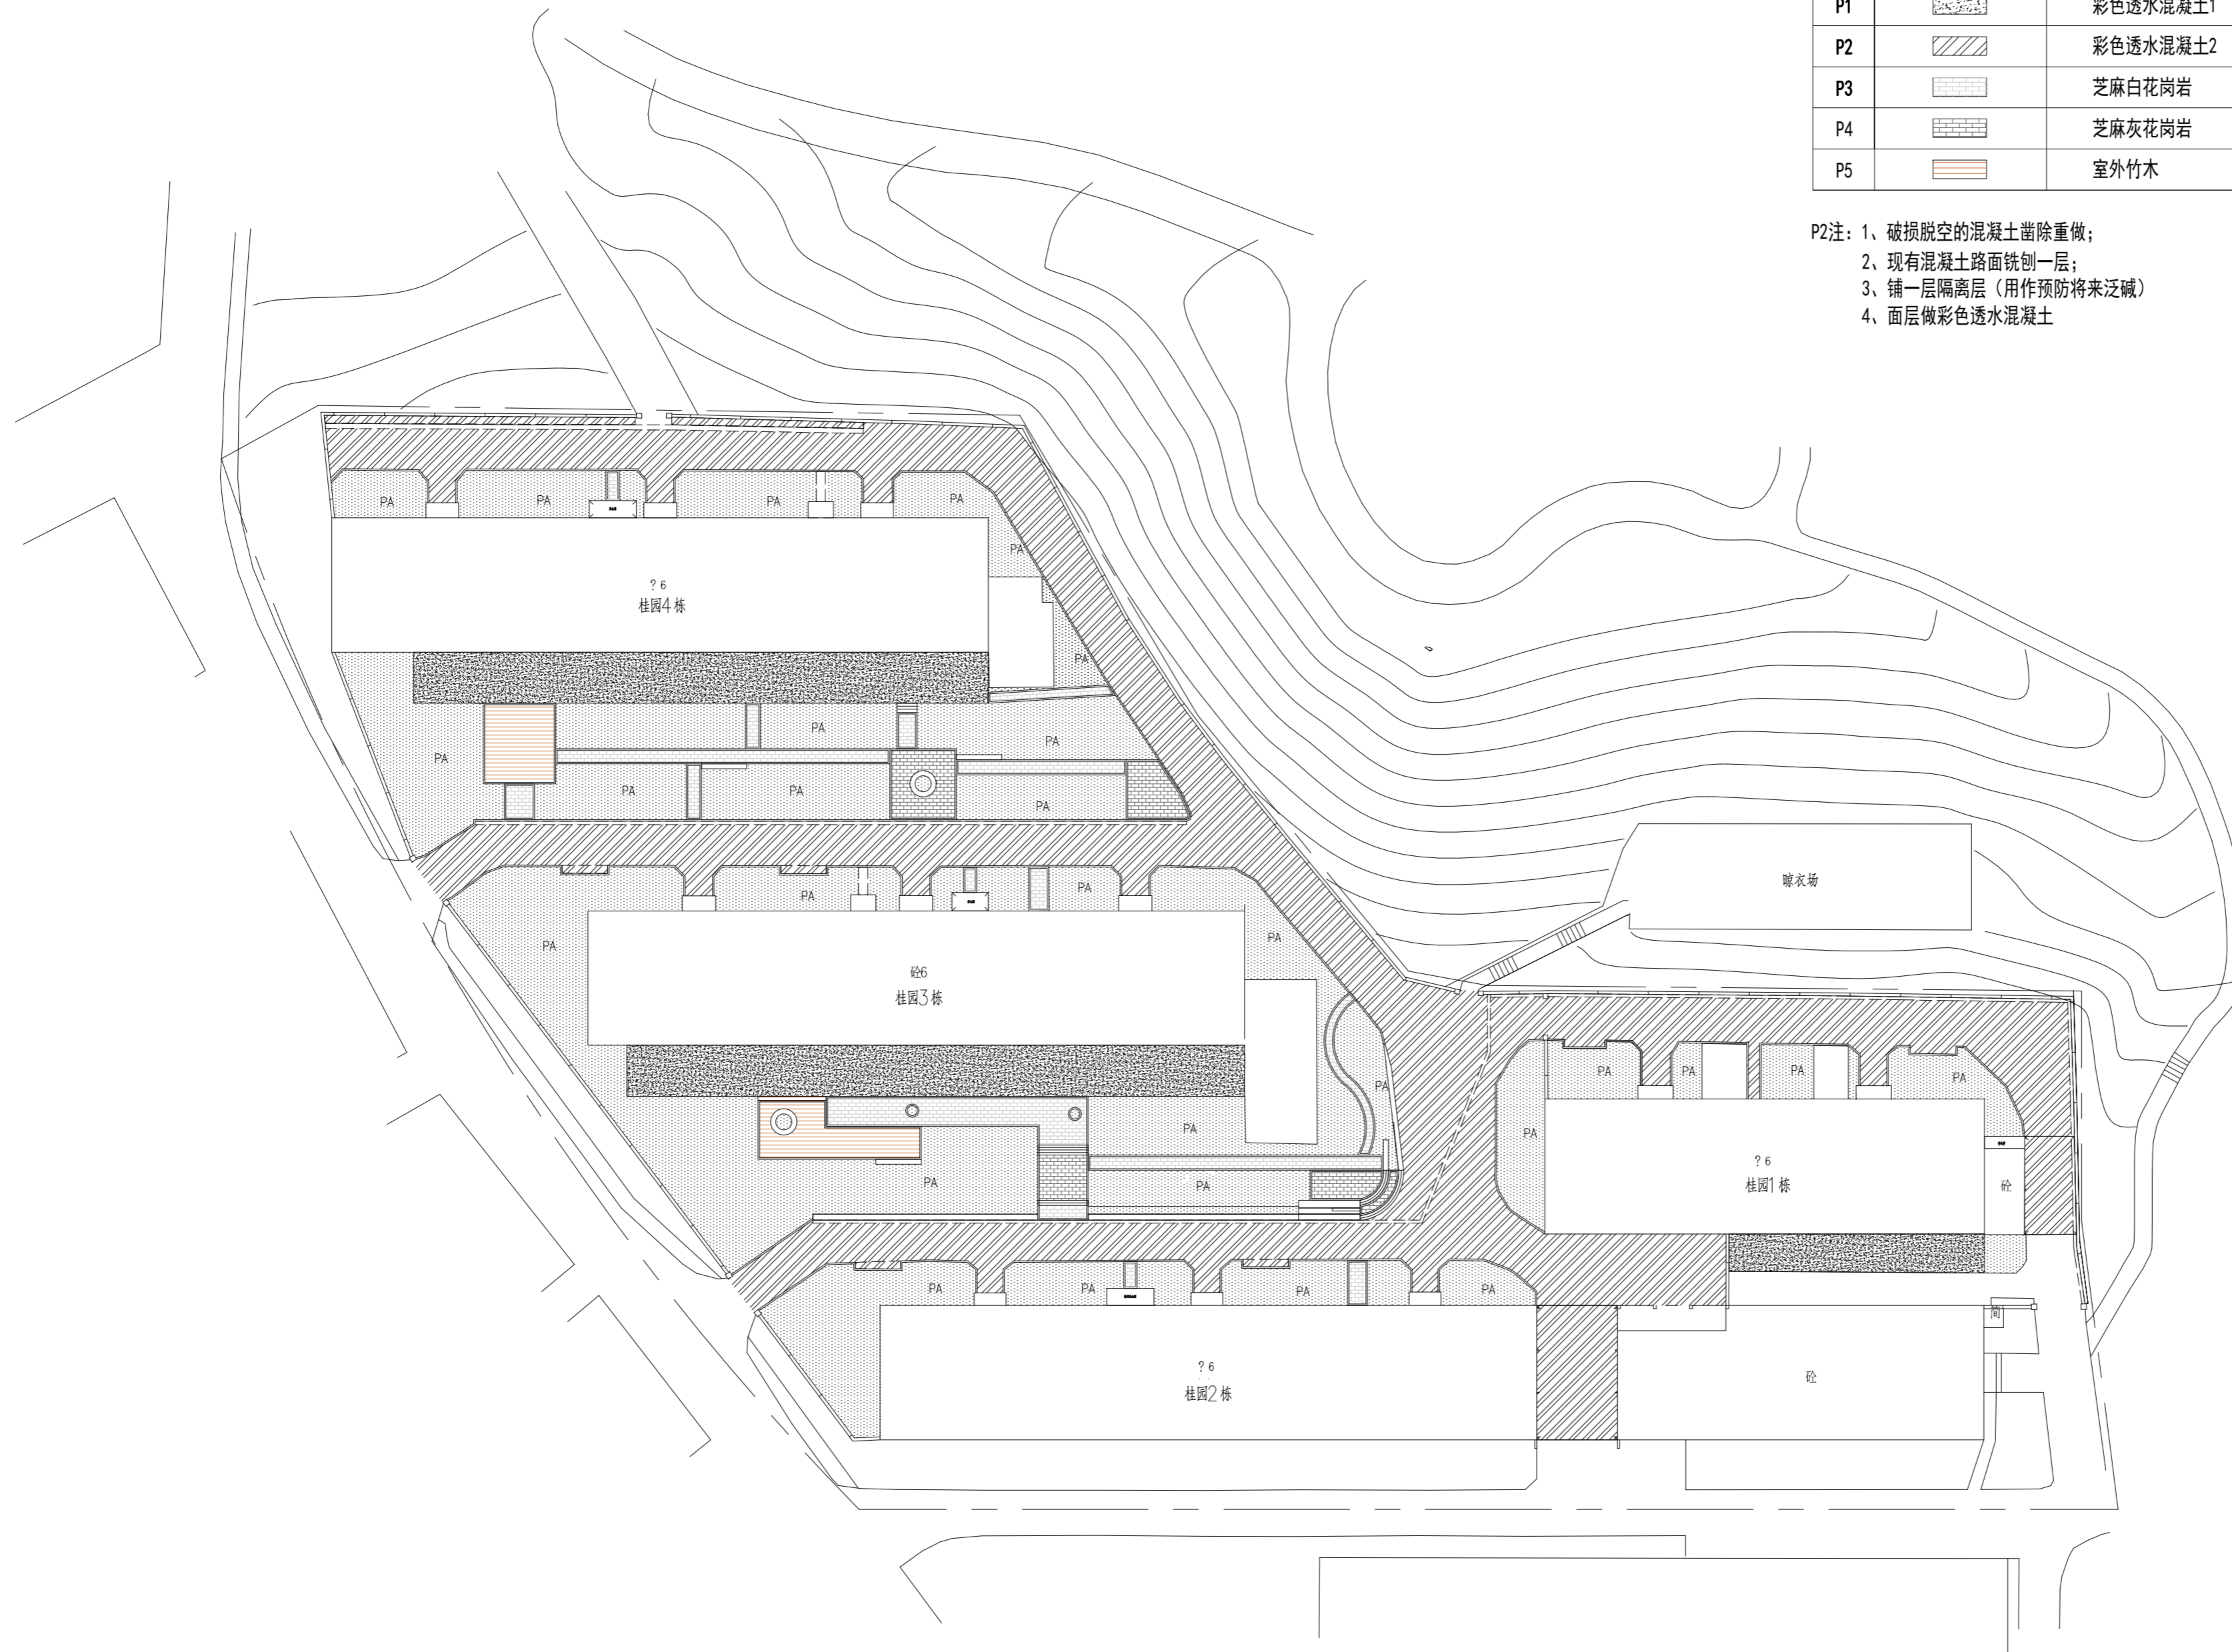 P1 彩色透水混凝土1
P2 彩色透水混凝土2
P3 芝麻白花岗岩
P4 芝麻灰花岗岩
P5 室外竹木
P2注：1、破损脱空的混凝土凿除重做；
2、现有混凝土路面铣刨一层；
3、铺一层隔离层（用作预防将来泛碱）
4、面层做彩色透水混凝土
PA
PA
PA
PA
PA
?6
桂园4栋
PA
PA
PA
PA
PA
PA
PA
晾衣场
PA
PA
PA
PA
砼6
桂园3栋
PA
PA
PA
PA
PA
PA
PA
PA
PA
PA
?6
桂园1栋
砼
PA
PA
PA
PA
简
?6
桂园2栋
砼